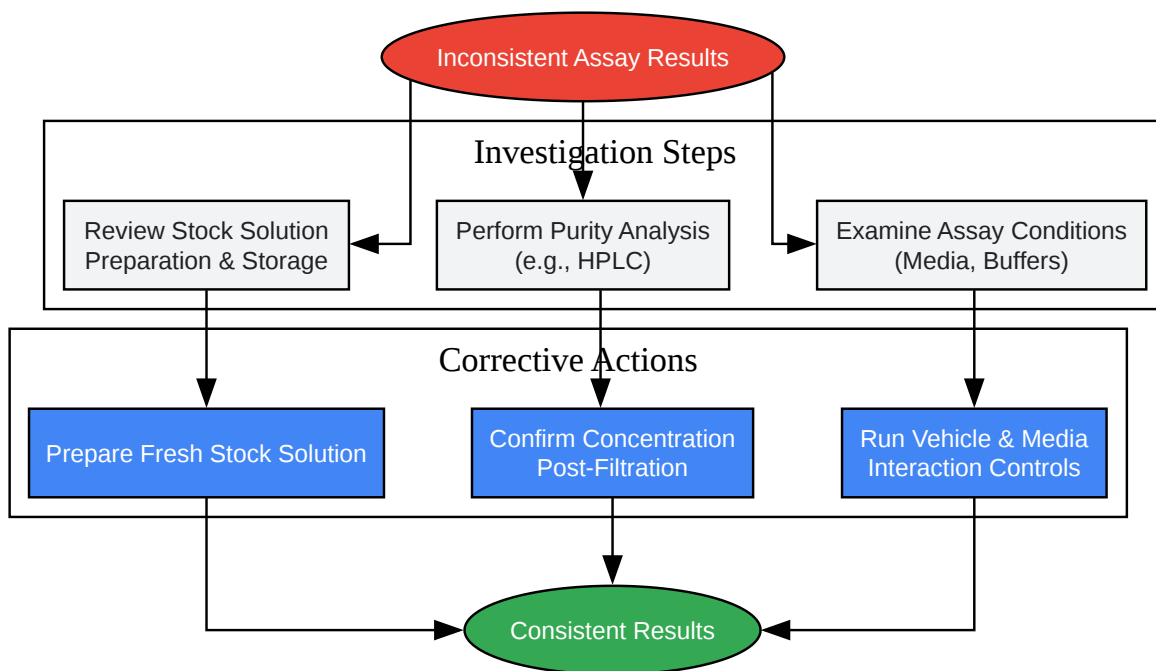 Inconsistent Assay Results
Investigation Steps
Review Stock Solution
Preparation & Storage
Perform Purity Analysis
(e.g., HPLC)
Examine Assay Conditions
(Media, Buffers)
Corrective Actions
Prepare Fresh Stock Solution
Confirm Concentration
Post-Filtration
Run Vehicle & Media
Interaction Controls
Consistent Results